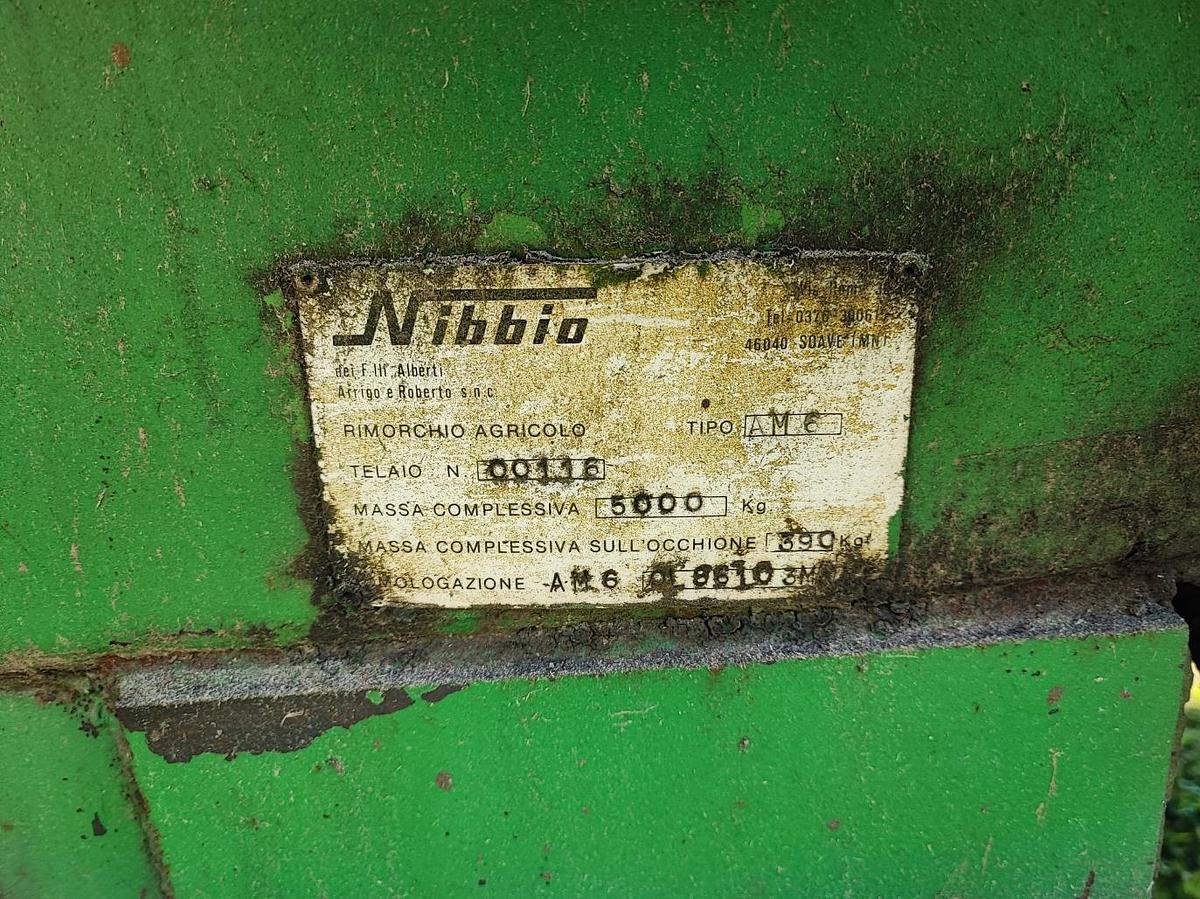 Nibbio
dei F.lli Alberti
Arrigo e Roberto s.n.c.
Tel-0376
46040 SOAVE (MN)
RIMORCHIO AGRICOLO TIPO AM 6
TELAIO N. 00116
MASSA COMPLESSIVA 5000 Kg
MASSA COMPLESSIVA SULL'OCCHIONE 390 Kg
AM 6